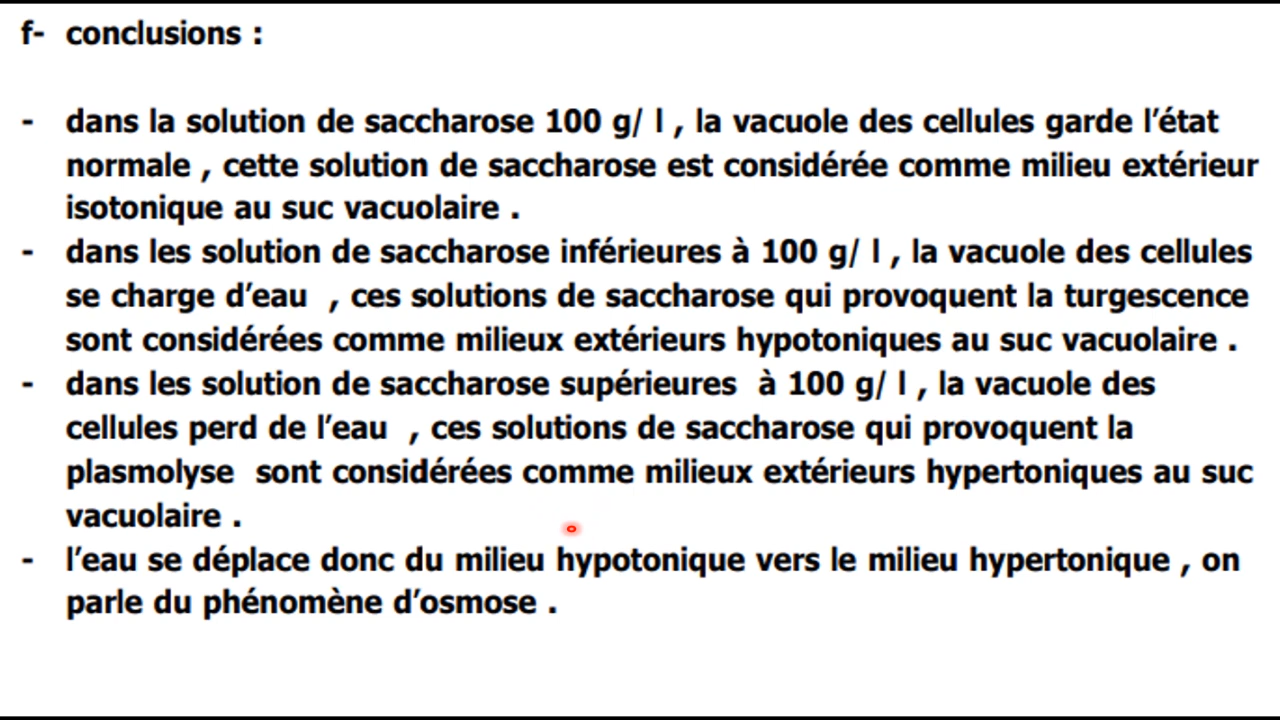 f- conclusions :
- dans la solution de saccharose 100 g/ l , la vacuole des cellules garde l’état
normale , cette solution de saccharose est considérée comme milieu extérieur
isotonique au suc vacuolaire .
- dans les solution de saccharose inférieures à 100 g/ l , la vacuole des cellules
se charge d’eau , ces solutions de saccharose qui provoquent la turgescence
sont considérées comme milieux extérieurs hypotoniques au suc vacuolaire .
- dans les solution de saccharose supérieures à 100 g/ l , la vacuole des
cellules perd de l’eau , ces solutions de saccharose qui provoquent la
plasmolyse sont considérées comme milieux extérieurs hypertoniques au suc
vacuolaire .
- l’eau se déplace donc du milieu hypotonique vers le milieu hypertonique , on
parle du phénomène d’osmose .